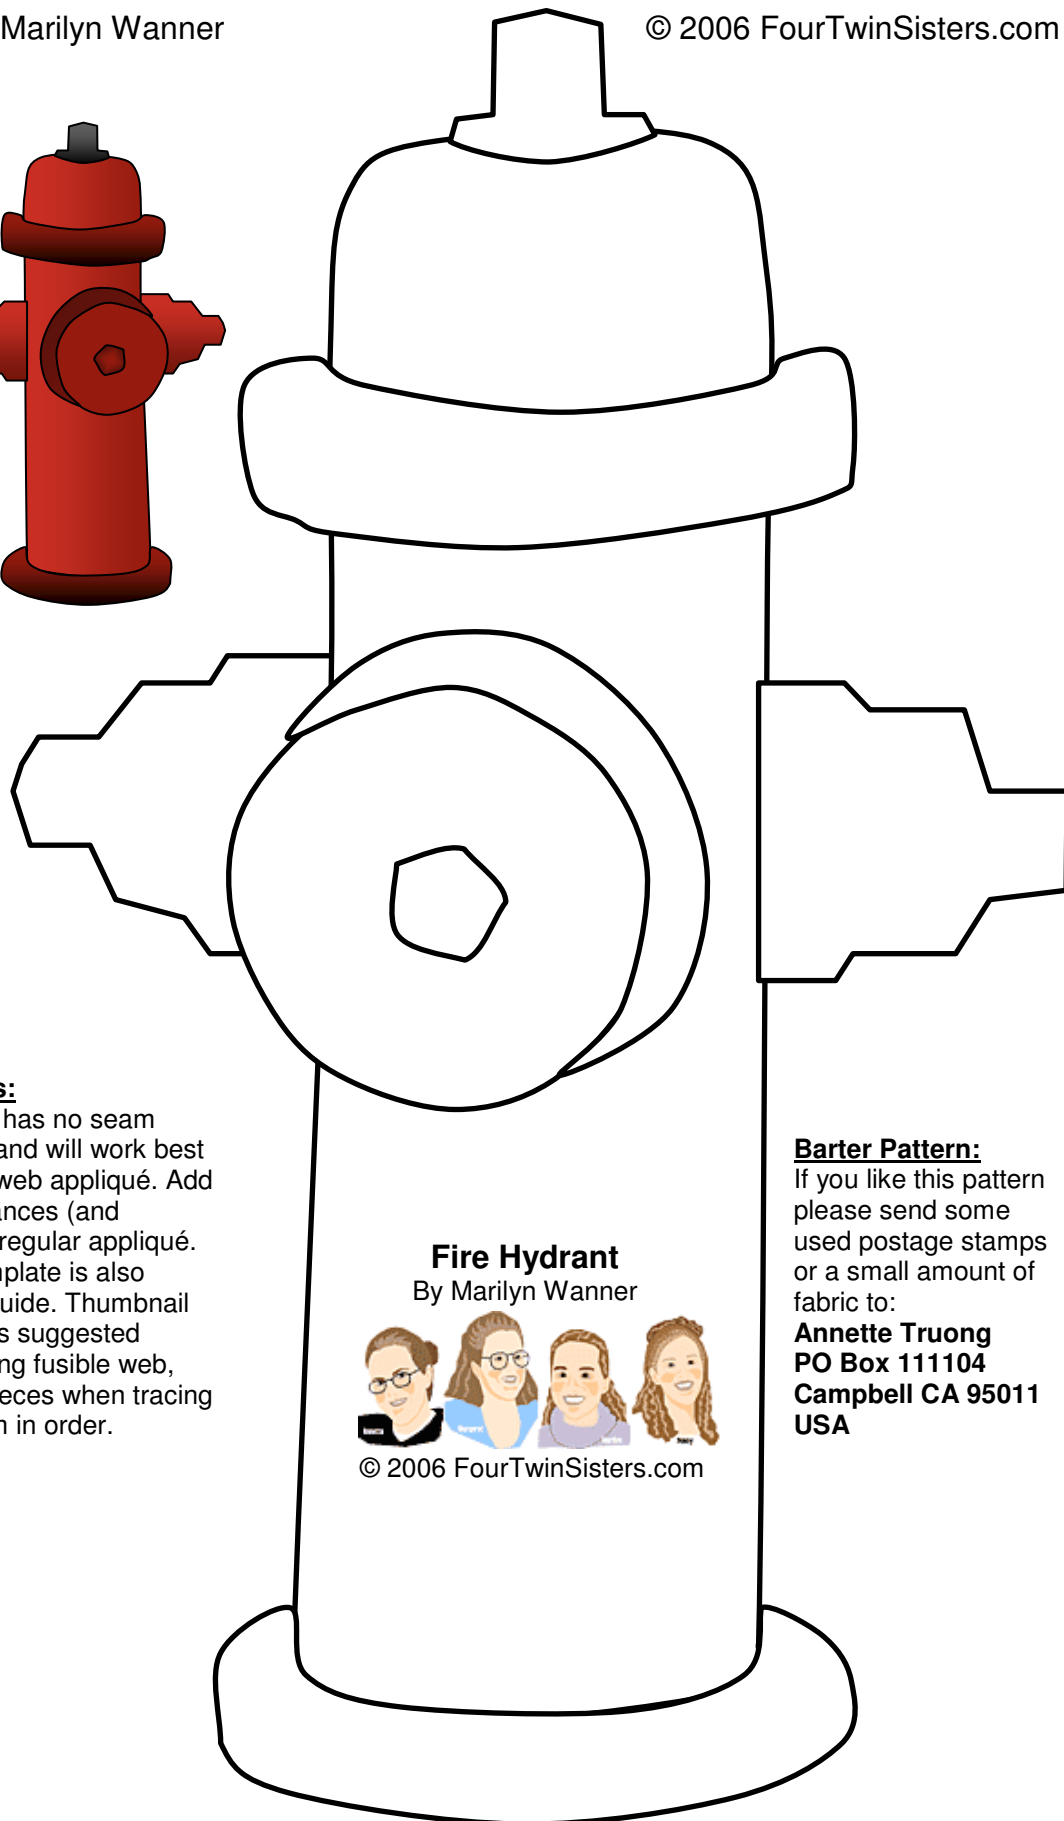 Marilyn Wanner
© 2006 FourTwinSisters.com
s:
has no seam
and will work best
web appliqué. Add
ances (and
regular appliqué.
nplate is also
uide. Thumbnail
s suggested
ng fusible web,
eces when tracing
n in order.
Barter Pattern:
If you like this pattern
please send some
used postage stamps
or a small amount of
fabric to:
Annette Truong
PO Box 111104
Campbell CA 95011
USA
Fire Hydrant
By Marilyn Wanner
© 2006 FourTwinSisters.com